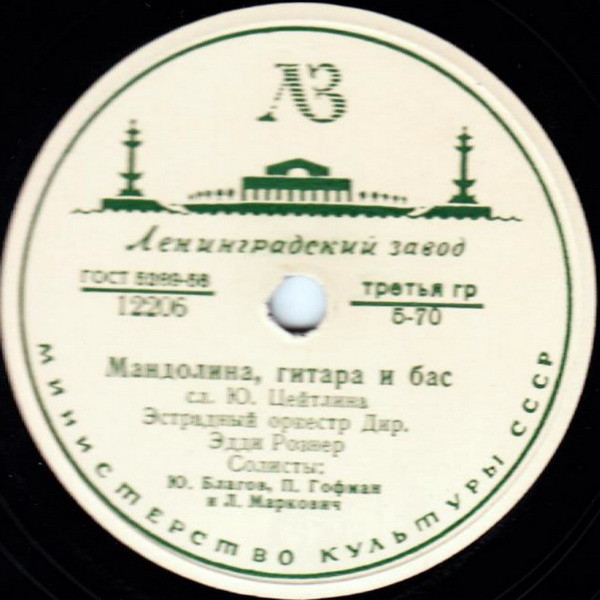 ЛЗ
Ленинградский завод
ГОСТ 5289-56
12206
третья гр
5-70
Мандолина, гитара и бас
сл. Ю. Цейтлина
Эстрадный оркестр Дир.
Эдди Рознер
Солисты:
Ю. Благов, П. Гофман
и Л. Маркович
МИНИСТЕРСТВО КУЛЬТУРЫ СССР